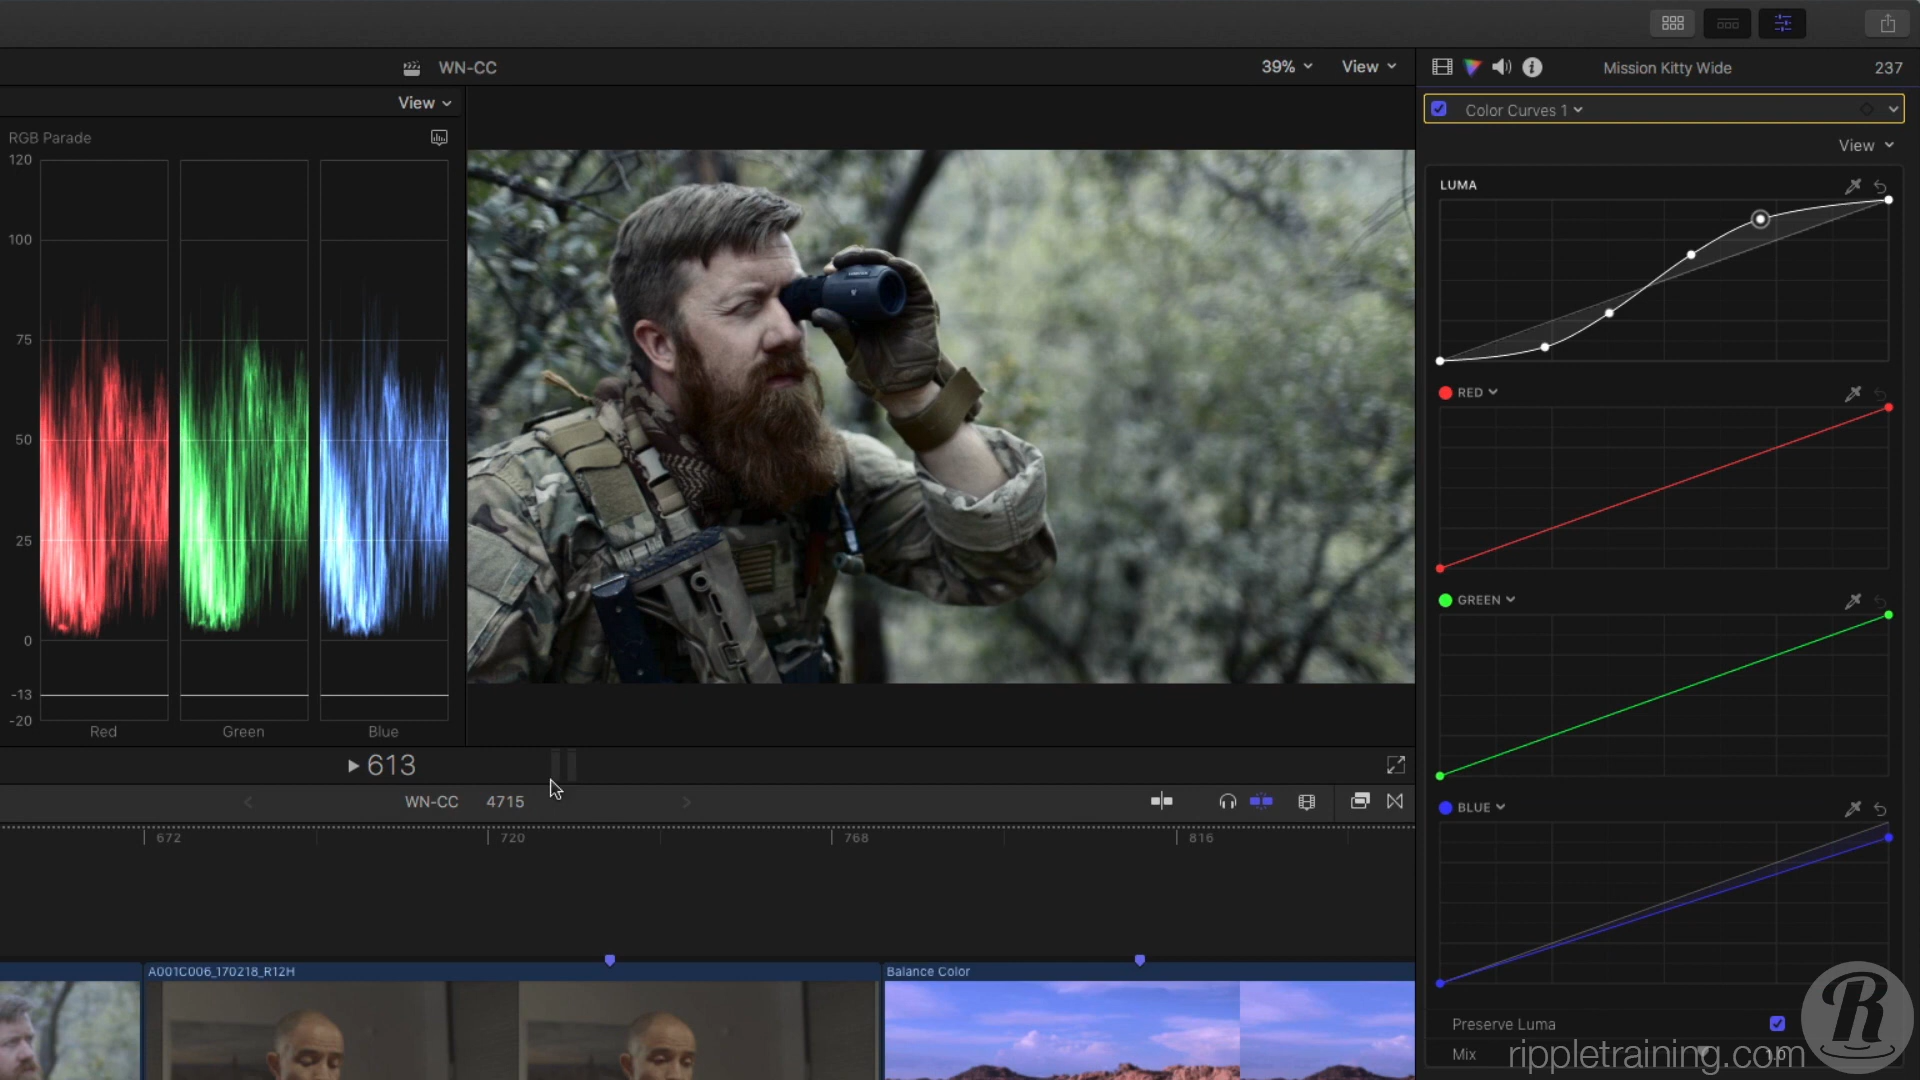 WN-CC
39%
View
Mission Kitty Wide
237
View
Color Curves 1
RGB Parade
View
120
100
75
50
25
0
-13
-20
Red
Green
Blue
LUMA
RED
GREEN
BLUE
613
WN-CC
4715
672
720
768
816
A001C006_170218_R12H
Balance Color
Preserve Luma
Mix
rippletraining.com
R